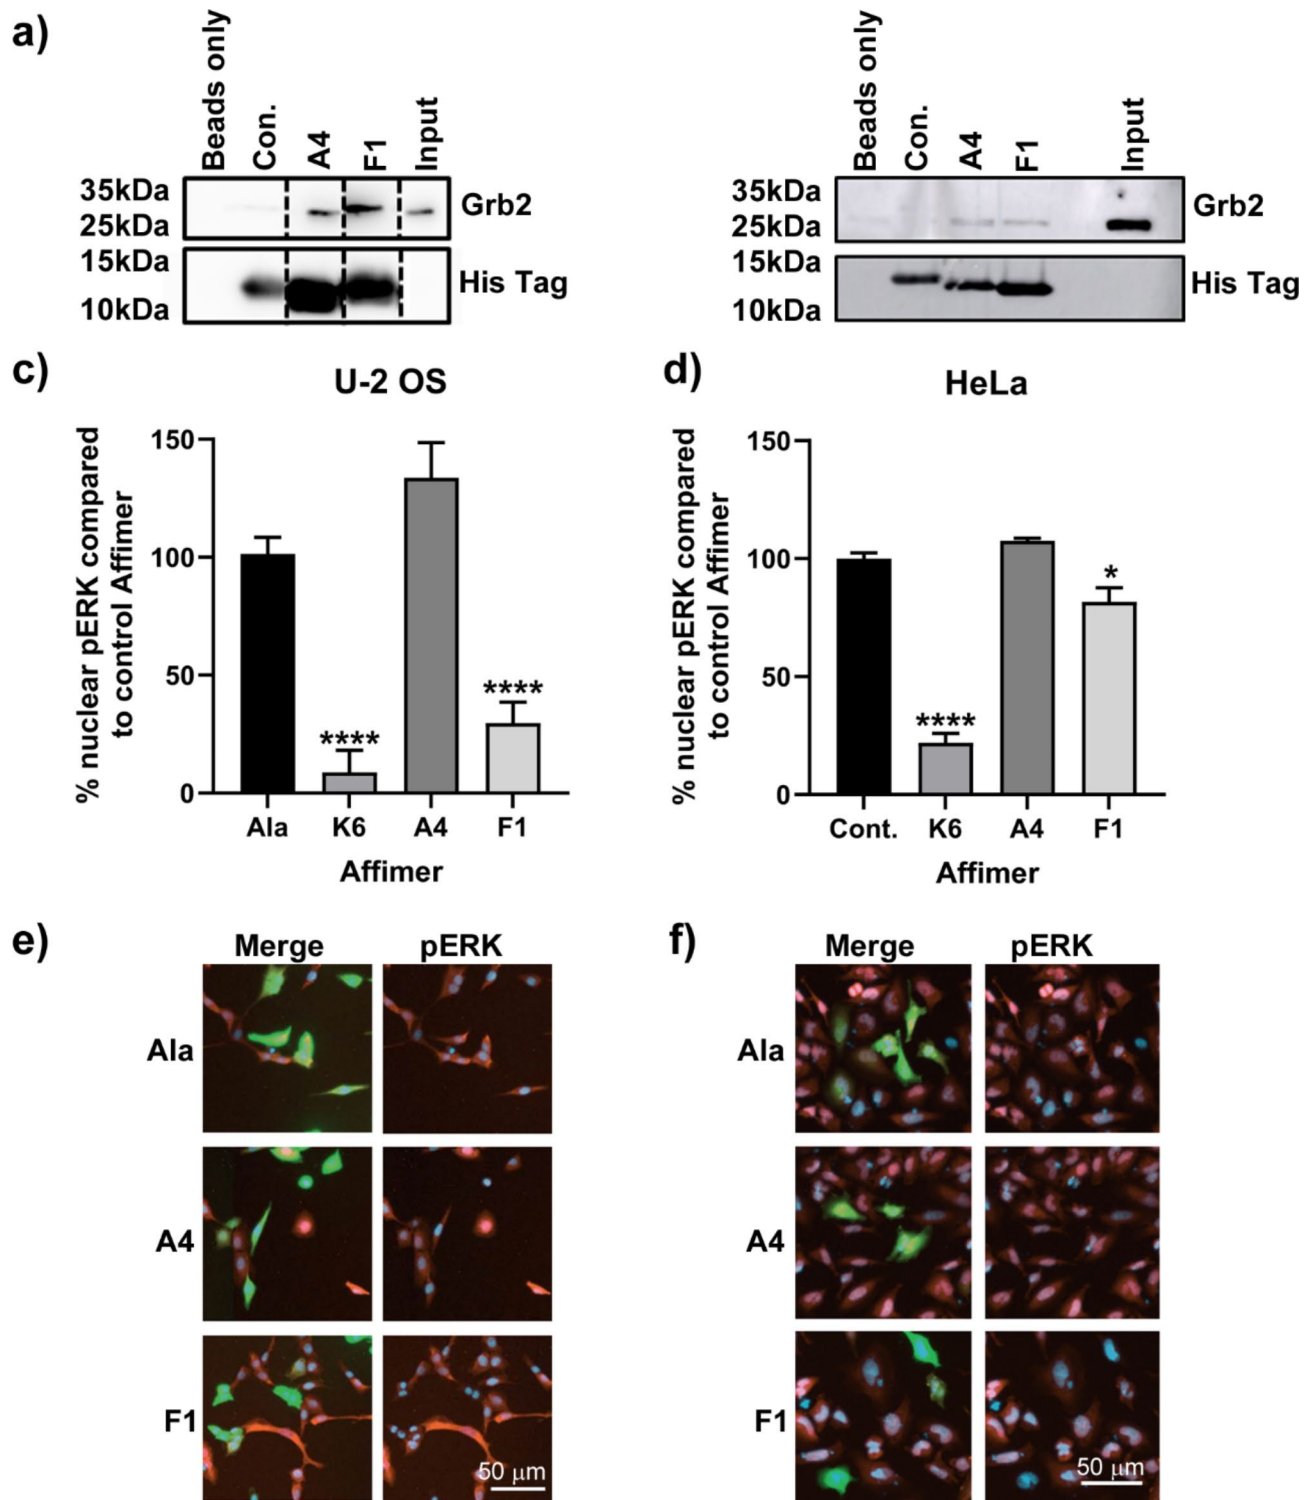 a)
Beads only
Con.
A4
F1
Input
35kDa
25kDa
Grb2
15kDa
10kDa
His Tag
Beads only
Con.
A4
F1
Input
35kDa
25kDa
Grb2
15kDa
10kDa
His Tag
c)
U-2 OS
% nuclear pERK compared
to control Affimer
150
100
50
0
****
****
Ala K6 A4 F1
Affimer
d)
HeLa
% nuclear pERK compared
to control Affimer
150
100
50
0
****
*
Cont. K6 A4 F1
Affimer
e)
Merge pERK
Ala
A4
F1
50 μm
f)
Merge pERK
Ala
A4
F1
50 μm